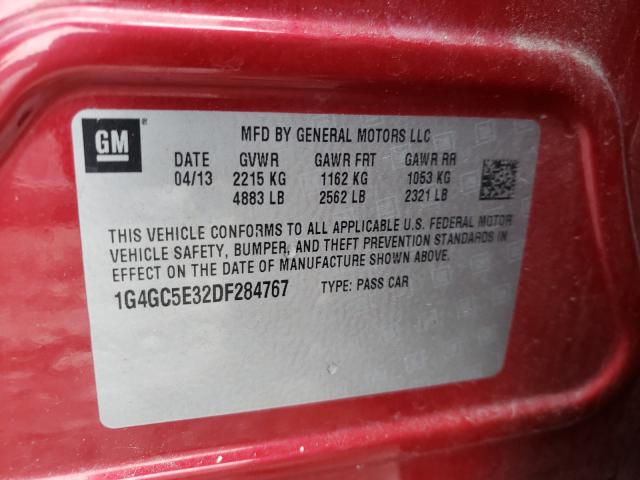 GM
MFD BY GENERAL MOTORS LLC
DATE GVWR GAWR FRT GAWR RR
04/13 2215 KG 1162 KG 1053 KG
4883 LB 2562 LB 2321 LB
THIS VEHICLE CONFORMS TO ALL APPLICABLE U.S. FEDERAL MOTOR
VEHICLE SAFETY, BUMPER, AND THEFT PREVENTION STANDARDS IN
EFFECT ON THE DATE OF MANUFACTURE SHOWN ABOVE.
1G4GC5E32DF284767 TYPE: PASS CAR